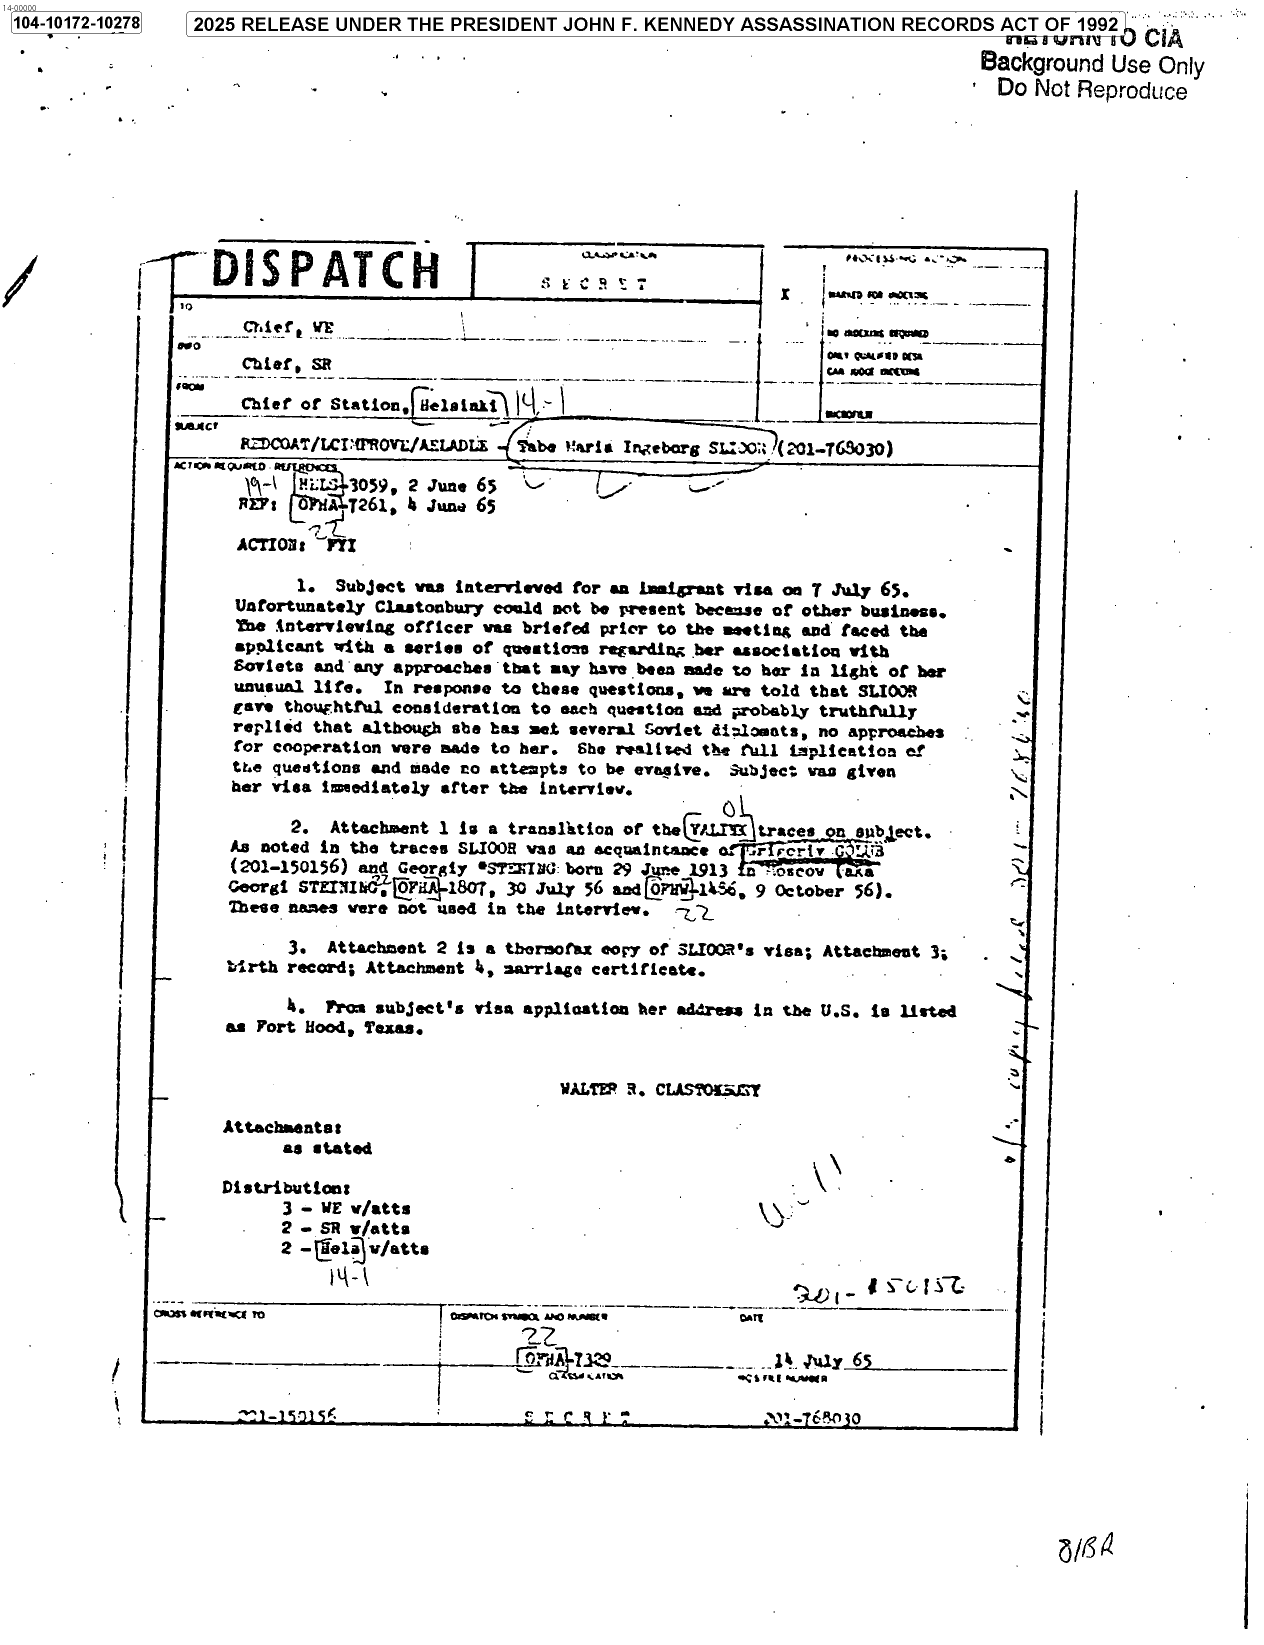 14-00000
104-10172-10278
2025 RELEASE UNDER THE PRESIDENT JOHN F. KENNEDY ASSASSINATION RECORDS ACT OF 1992
RETURN TO CIA
Background Use Only
Do Not Reproduce
DISPATCH
CLASSIFICATION
SECRET
PROCESSING ACTION
TO
Chief, WE
X
MARKED FOR INDEXING
NO INDEXING REQUIRED
INFO
Chief, SR
ONLY QUALIFIED DESK
CAN JUDGE INDEXING
FROM
Chief of Station, Helsinki 14-1
MICROFILM
SUBJECT
REDCOAT/LCIMPROVE/AELADLE - Tabe Maria Ingeborg SLIOOR (201-768030)
ACTION REQUIRED - REFERENCES
19-1 HELS-3059, 2 June 65
REF: OFHA-7261, 4 June 65
22
ACTION: FYI
1. Subject was interviewed for an immigrant visa on 7 July 65.
Unfortunately Clastonbury could not be present because of other business.
The interviewing officer was briefed prior to the meeting and faced the
applicant with a series of questions regarding her association with
Soviets and any approaches that may have been made to her in light of her
unusual life. In response to these questions, we are told that SLIOOR
gave thoughtful consideration to each question and probably truthfully
replied that although she has met several Soviet diplomats, no approaches
for cooperation were made to her. She realized the full implication of
the questions and made no attempts to be evasive. Subject was given
her visa immediately after the interview.
01
2. Attachment 1 is a translation of the VALIXX traces on subject.
As noted in the traces SLIOOR was an acquaintance of Grigoriy GOLUB
(201-150156) and Georgiy *STERING born 29 June 1913 in Moscow (aka
Georgi STEINING, OFHA-1807, 30 July 56 and OFHW-1456, 9 October 56).
These names were not used in the interview. 22
3. Attachment 2 is a thermofax copy of SLIOOR's visa; Attachment 3;
birth record; Attachment 4, marriage certificate.
4. From subject's visa application her address in the U.S. is listed
as Fort Hood, Texas.
WALTER R. CLASTONBURY
Attachments:
as stated
Distribution:
3 - WE w/atts
2 - SR w/atts
2 - Hels w/atts
14-1
201-150156
CROSS REFERENCE TO
DISPATCH SYMBOL AND NUMBER
DATE
22
OFHA-7329
14 July 65
CLASSIFICATION
HQS FILE NUMBER
201-150156
SECRET
201-768030
8/BR